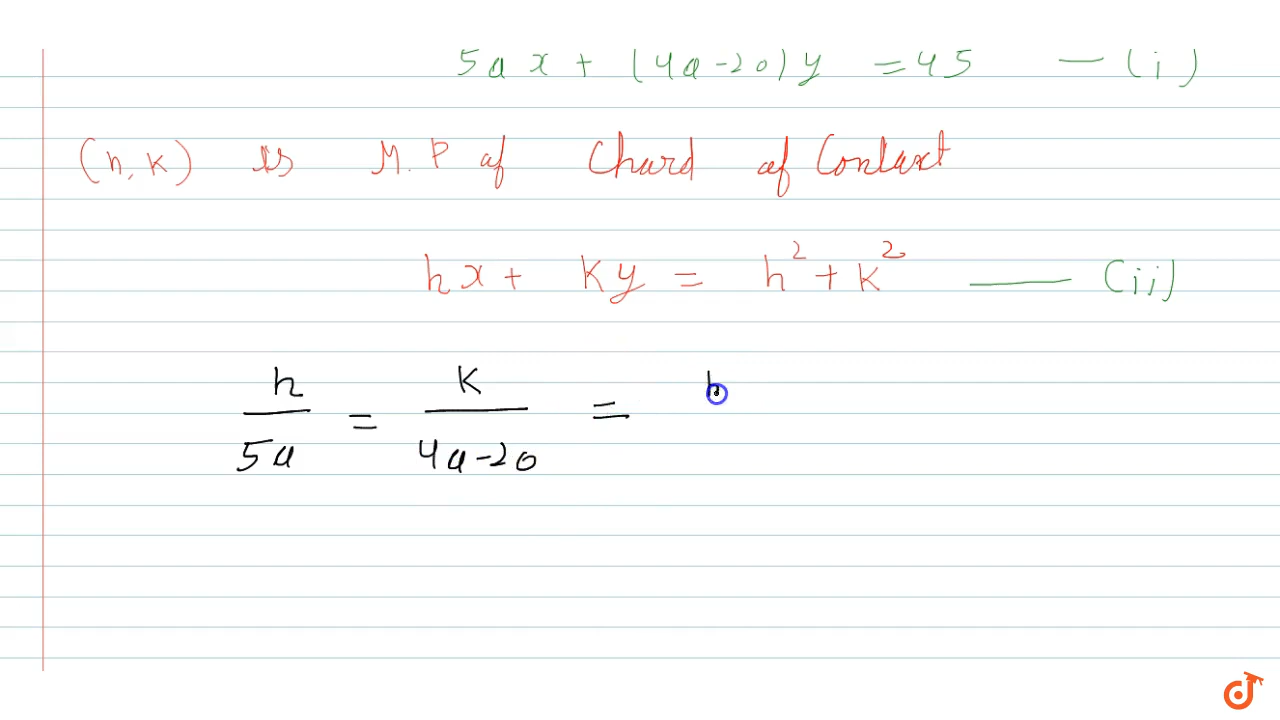 5a x + (4a-20) y = 45 — (i)
(h, k) is M.P of Chord of Contact
hx + ky = h² + k² —— (ii)
h/5a = k/4a-20 = h